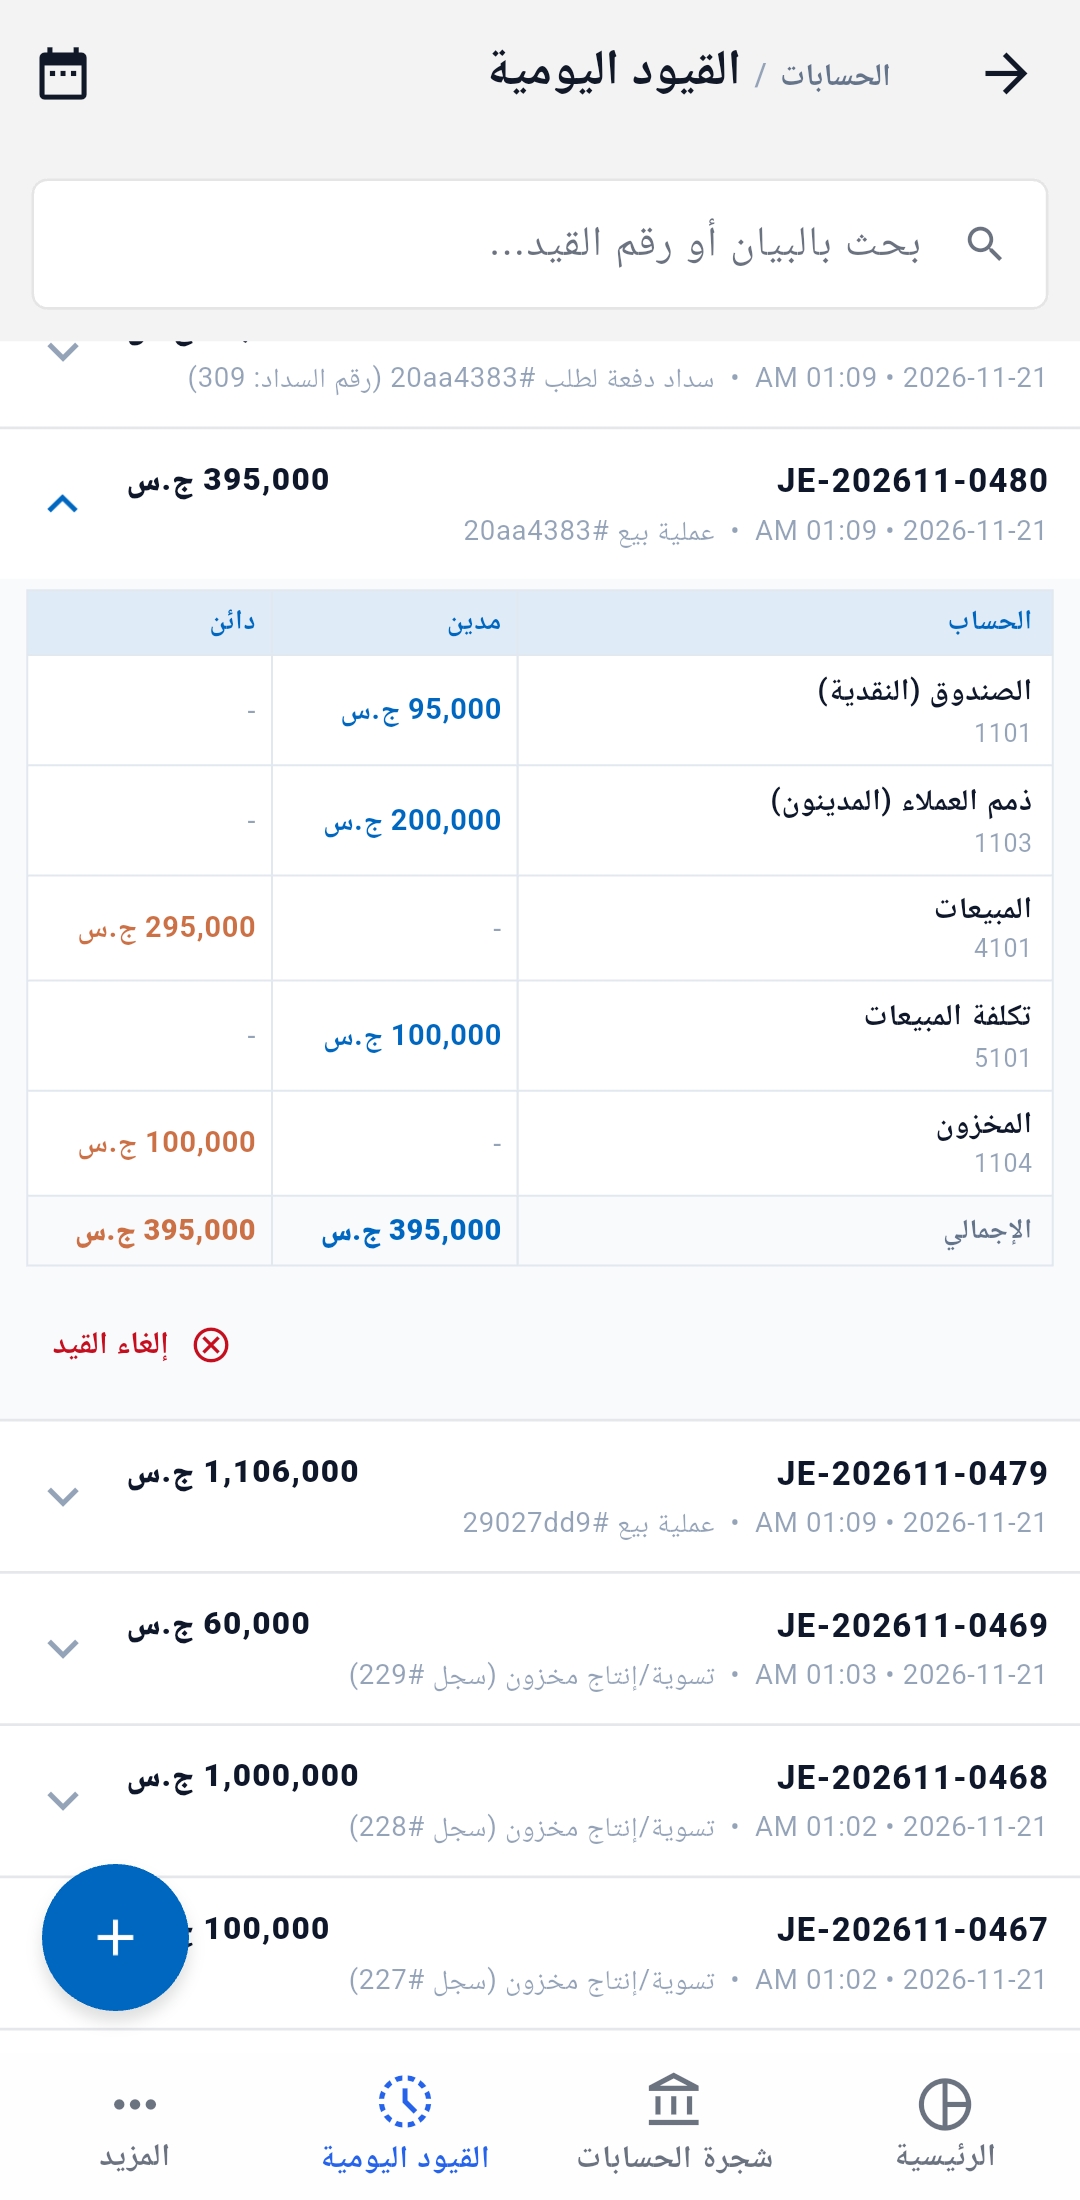 الحسابات / القيود اليومية
بحث بالبيان أو رقم القيد...
2026-11-21 • 01:09 AM • سداد دفعة لطلب #20aa4383 (رقم السداد: 309)
JE-202611-0480
395,000 ج.س
2026-11-21 • 01:09 AM • عملية بيع #20aa4383
الحساب مدين دائن
الصندوق (النقدية)
1101
95,000 ج.س -
ذمم العملاء (المدينون)
1103
200,000 ج.س -
المبيعات
4101
- 295,000 ج.س
تكلفة المبيعات
5101
100,000 ج.س -
المخزون
1104
- 100,000 ج.س
الإجمالي 395,000 ج.س 395,000 ج.س
إلغاء القيد
JE-202611-0479
1,106,000 ج.س
2026-11-21 • 01:09 AM • عملية بيع #29027dd9
JE-202611-0469
60,000 ج.س
2026-11-21 • 01:03 AM • تسوية/إنتاج مخزون (سجل #229)
JE-202611-0468
1,000,000 ج.س
2026-11-21 • 01:02 AM • تسوية/إنتاج مخزون (سجل #228)
JE-202611-0467
100,000
2026-11-21 • 01:02 AM • تسوية/إنتاج مخزون (سجل #227)
الرئيسية
شجرة الحسابات
القيود اليومية
المزيد